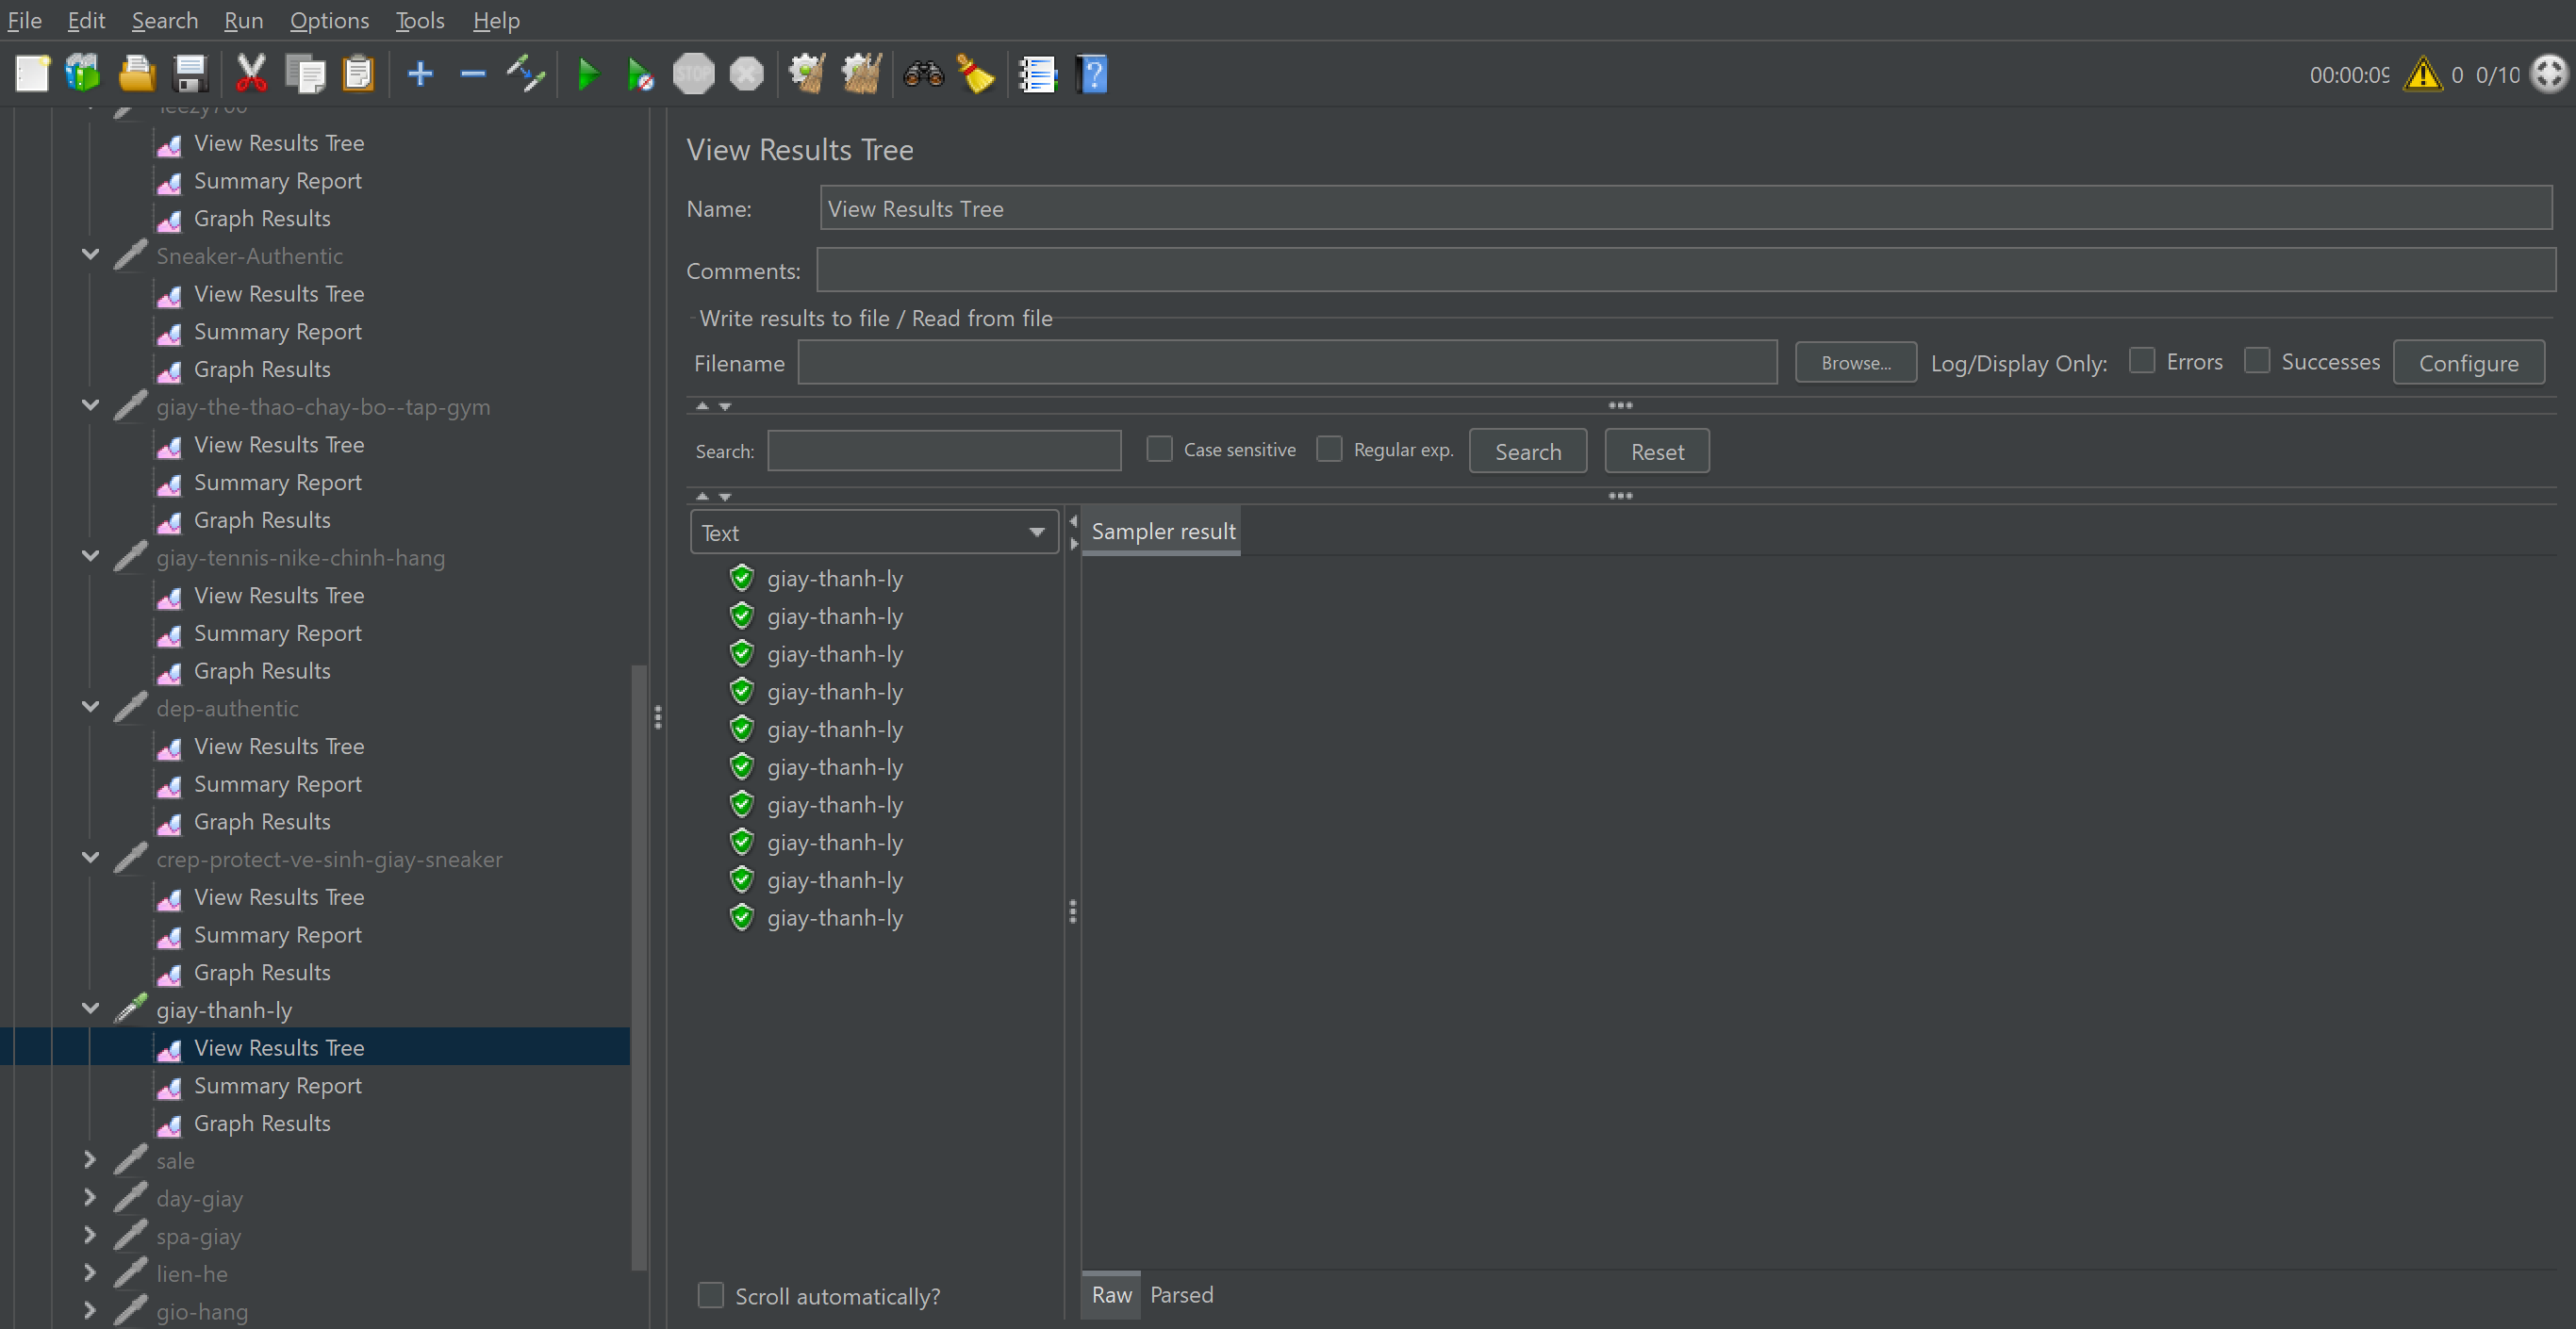 File Edit Search Run Options Tools Help
STOP
00:00:09 0 0/10
View Results Tree
Summary Report
Graph Results
Sneaker-Authentic
View Results Tree
Summary Report
Graph Results
giay-the-thao-chay-bo--tap-gym
View Results Tree
Summary Report
Graph Results
giay-tennis-nike-chinh-hang
View Results Tree
Summary Report
Graph Results
dep-authentic
View Results Tree
Summary Report
Graph Results
crep-protect-ve-sinh-giay-sneaker
View Results Tree
Summary Report
Graph Results
giay-thanh-ly
View Results Tree
Summary Report
Graph Results
sale
day-giay
spa-giay
lien-he
gio-hang
View Results Tree
Name: View Results Tree
Comments:
Write results to file / Read from file
Filename Browse... Log/Display Only: Errors Successes Configure
Search: Case sensitive Regular exp. Search Reset
Text
Sampler result
giay-thanh-ly
giay-thanh-ly
giay-thanh-ly
giay-thanh-ly
giay-thanh-ly
giay-thanh-ly
giay-thanh-ly
giay-thanh-ly
giay-thanh-ly
giay-thanh-ly
Scroll automatically?
Raw Parsed